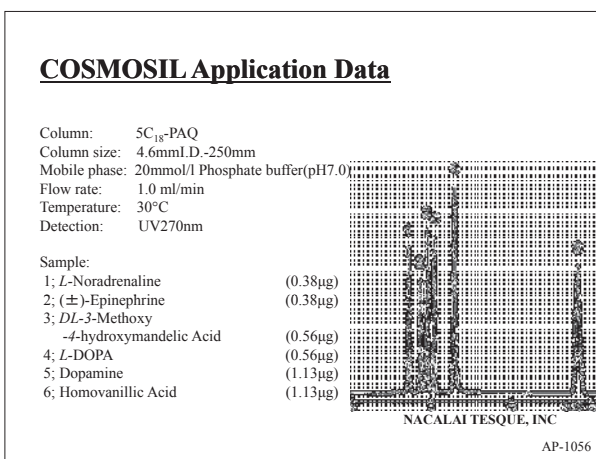 COSMOSIL Application Data
Column: 5C₁₈-PAQ
Column size: 4.6mmI.D.-250mm
Mobile phase: 20mmol/l Phosphate buffer(pH7.0)
Flow rate: 1.0 ml/min
Temperature: 30°C
Detection: UV270nm
Sample:
1; L-Noradrenaline (0.38μg)
2; (±)-Epinephrine (0.38μg)
3; DL-3-Methoxy
-4-hydroxymandelic Acid (0.56μg)
4; L-DOPA (0.56μg)
5; Dopamine (1.13μg)
6; Homovanillic Acid (1.13μg)
NACALAI TESQUE, INC
AP-1056